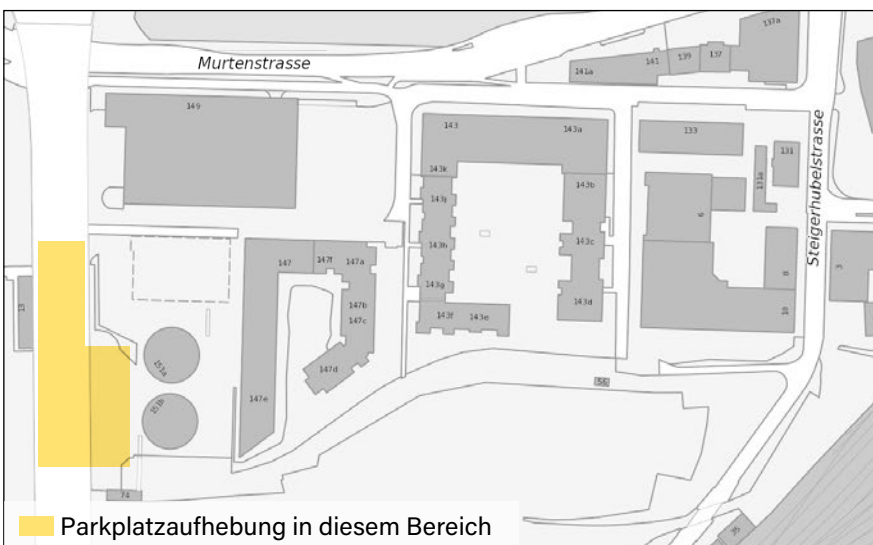 137a
Murtenstrasse
141
139
137
141a
149
143
143a
133
131
131a
143k
143b
143j
6
Steigerhubelstrasse
143h
143c
147
147f
147a
3
8
143g
147b
143d
13
147c
143f
143e
10
151a
147d
56
147e
151b
74
35
Parkplatzaufhebung in diesem Bereich